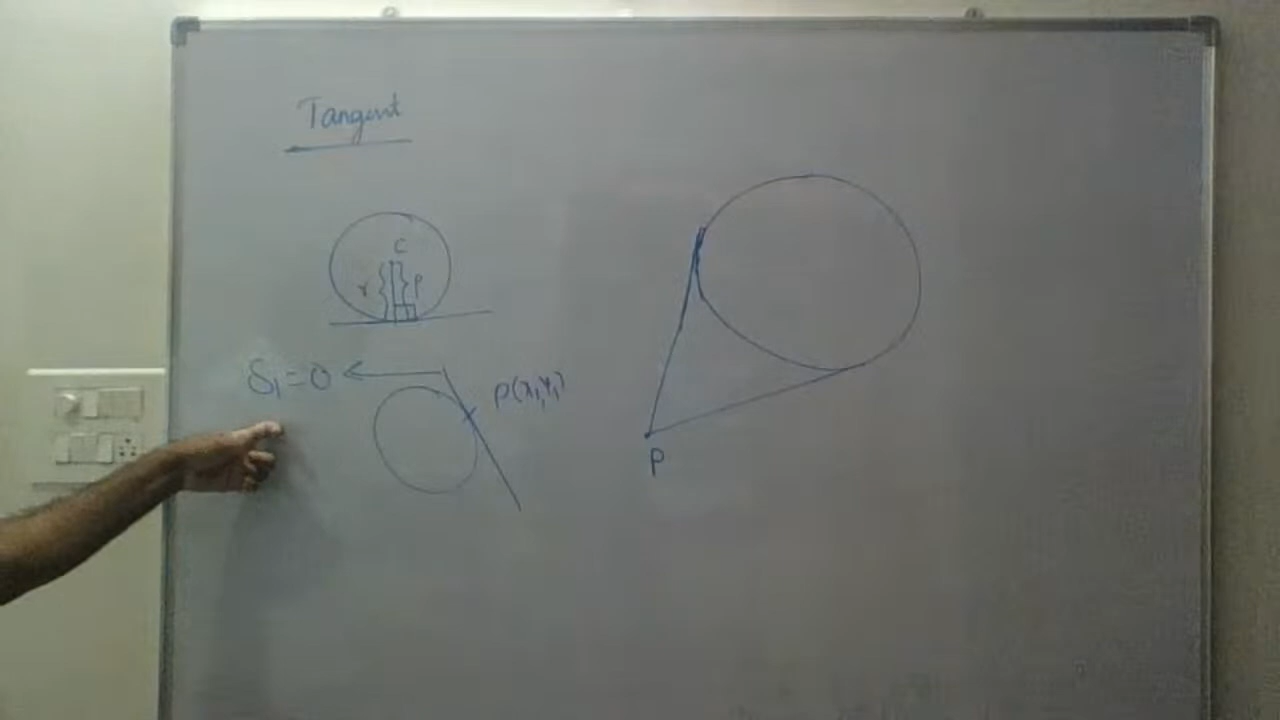 Tangent
C
r P
S₁ = 0
P(x₁, y₁)
P